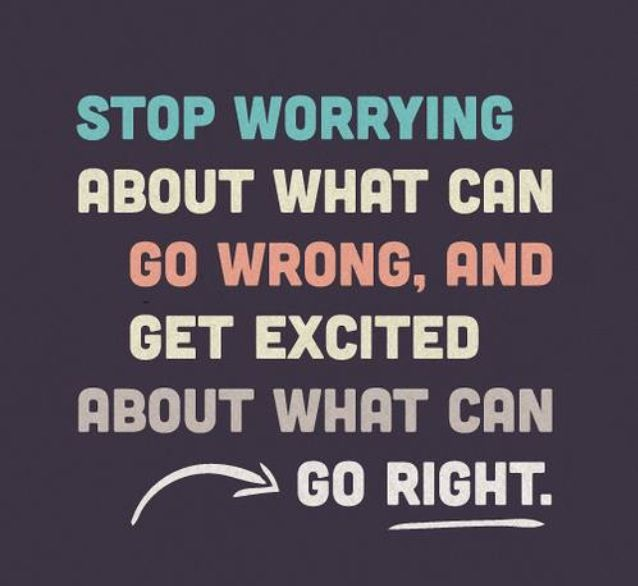 STOP WORRYING
ABOUT WHAT CAN
GO WRONG, AND
GET EXCITED
ABOUT WHAT CAN
GO RIGHT.